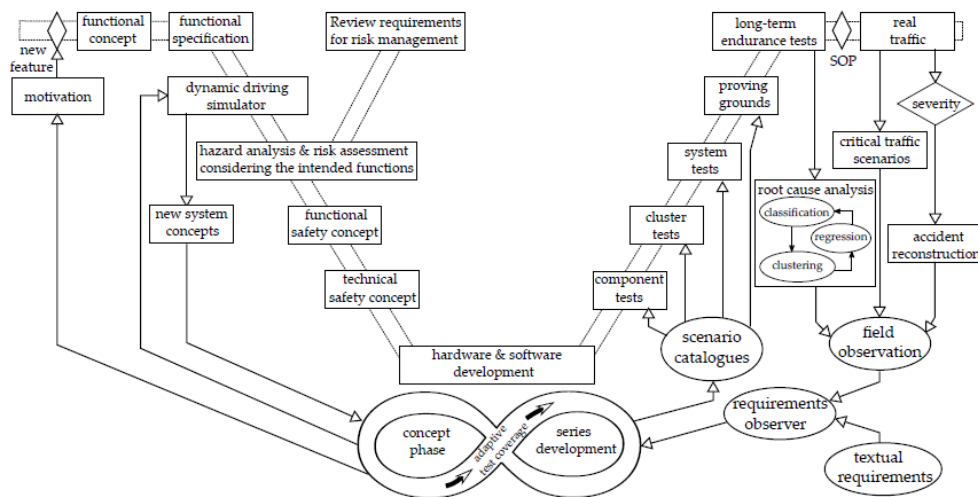 functional
concept
functional
specification
Review requirements
for risk management
long-term
endurance tests
real
traffic
new
feature
SOP
motivation
dynamic driving
simulator
proving
grounds
severity
hazard analysis & risk assessment
considering the intended functions
system
tests
critical traffic
scenarios
root cause analysis
classification
regression
clustering
new system
concepts
functional
safety concept
cluster
tests
accident
reconstruction
technical
safety concept
component
tests
scenario
catalogues
field
observation
hardware & software
development
concept
phase
adaptive
test coverage
series
development
requirements
observer
textual
requirements